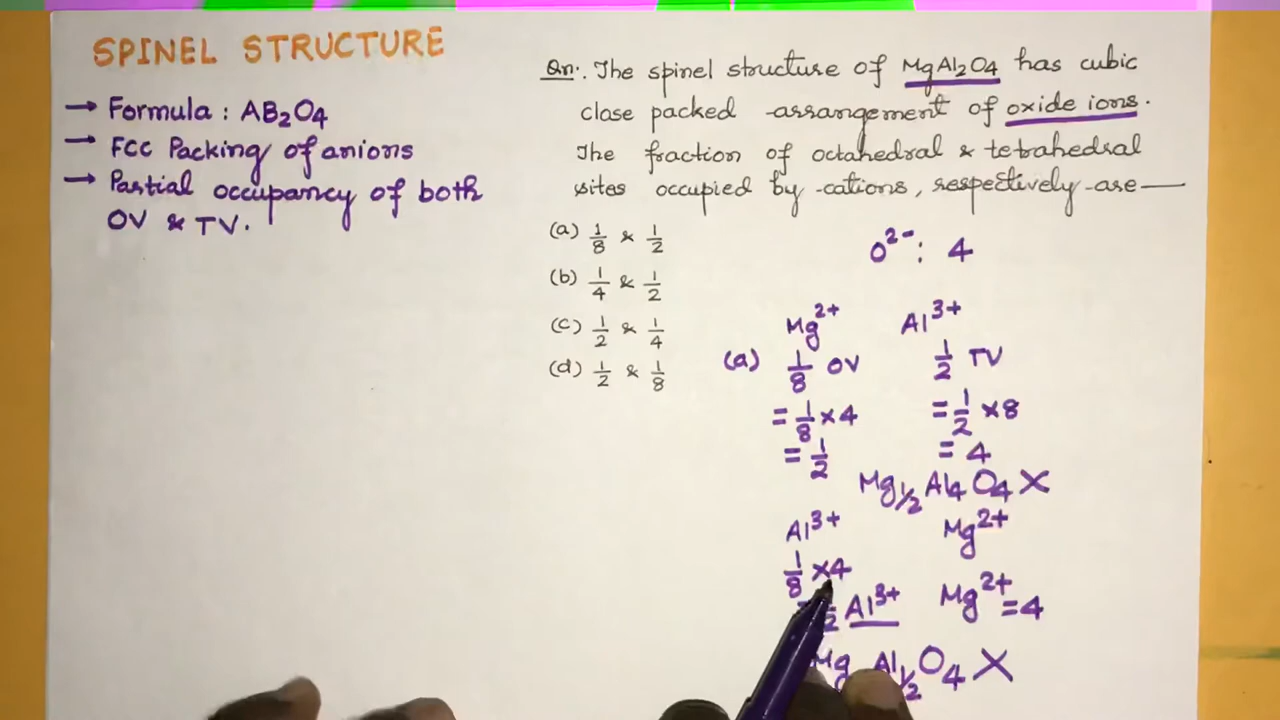 SPINEL STRUCTURE
→ Formula : AB2O4
→ FCC Packing of anions
→ Partial occupancy of both
OV & TV.
Qn:. The spinel structure of MgAl2O4 has cubic
close packed arrangement of oxide ions.
The fraction of octahedral & tetrahedral
sites occupied by cations, respectively are—
(a) 1/8 & 1/2
(b) 1/4 & 1/2
(c) 1/2 & 1/4
(d) 1/2 & 1/8
O2- : 4
Mg2+ Al3+
(a) 1/8 OV 1/2 TV
= 1/8 ×4 = 1/2 ×8
= 1/2 = 4
Mg1/2 Al4 O4 X
Al3+ Mg2+
1/8 ×4
Al3+ Mg2+ = 4
Mg Al1/2 O4 X